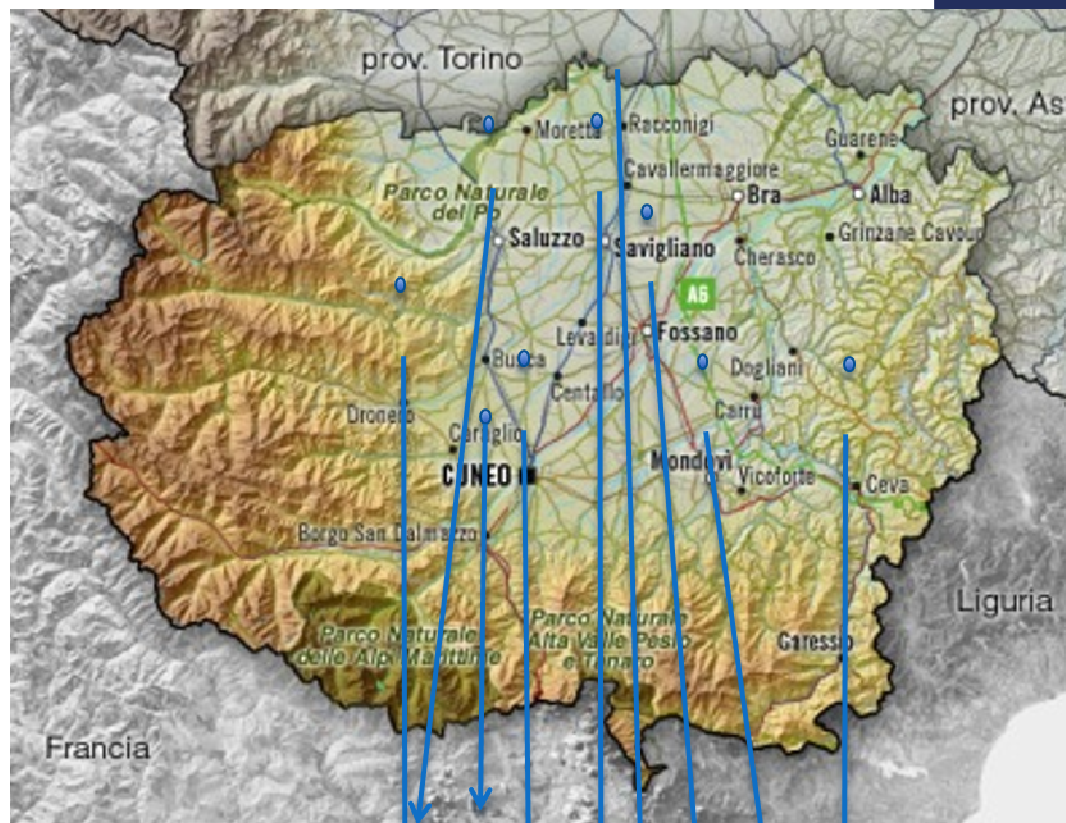 prov. Torino
prov. As
Moretta
Racconigi
Guarene
Cavallermaggiore
Parco Naturale
del Po
Bra
Alba
Saluzzo
Savigliano
Grinzane Cavour
Cherasco
A6
Levaldigi
Fossano
Busca
Dogliani
Centallo
Dronero
Carrù
Caraglio
CUNEO
Mondovì
Vicoforte
Ceva
Borgo San Dalmazzo
Liguria
Parco Naturale
delle Alpi Marittime
Parco Naturale
Alta Valle Pesio
e Tanaro
Garessio
Francia